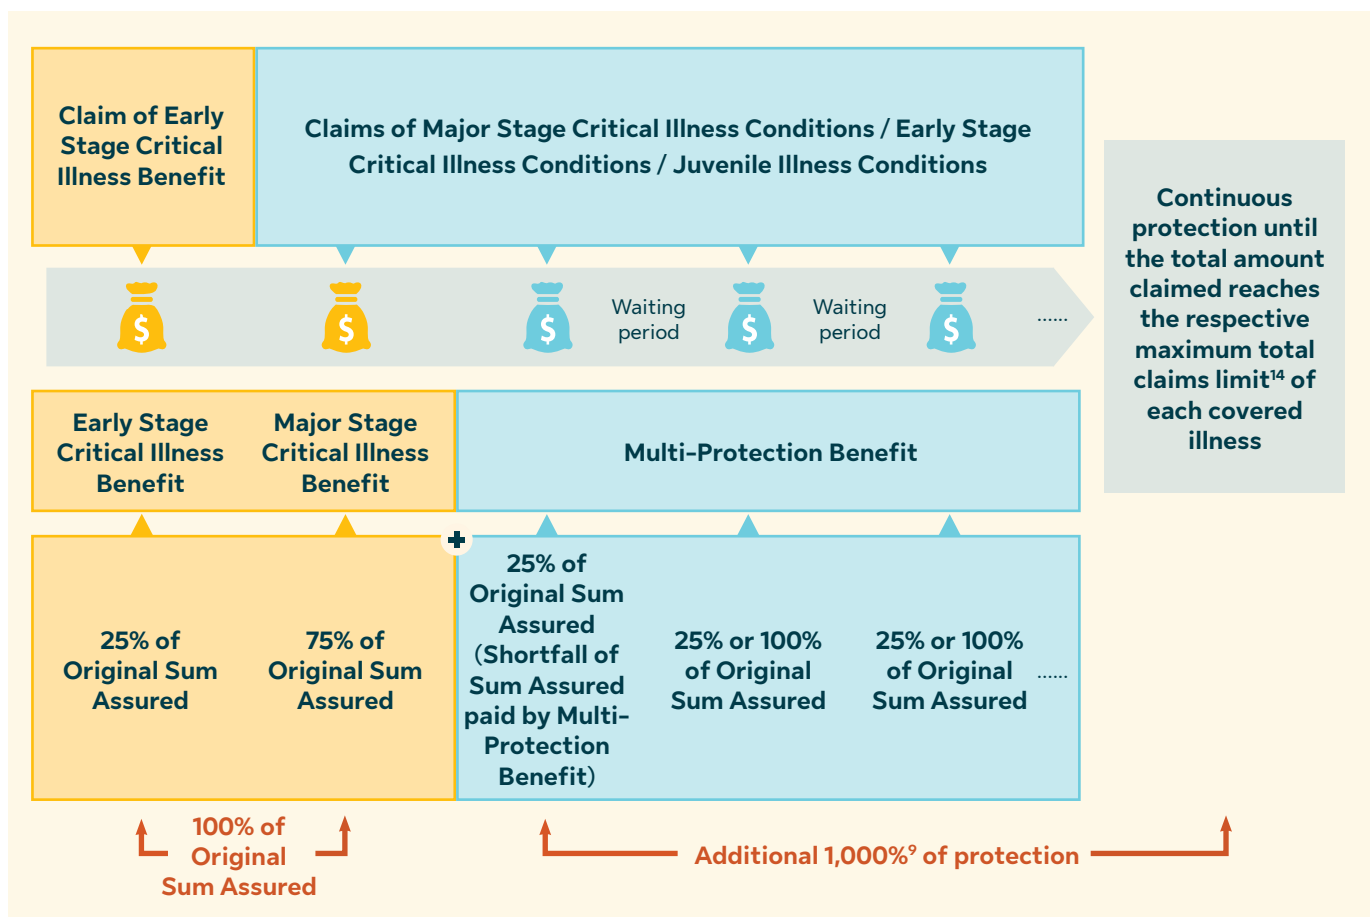 Claim of Early
Stage Critical
Illness Benefit
Claims of Major Stage Critical Illness Conditions / Early Stage
Critical Illness Conditions / Juvenile Illness Conditions
$
$
$
Waiting
period
$
Waiting
period
$
......
Continuous
protection until
the total amount
claimed reaches
the respective
maximum total
claims limit¹⁴ of
each covered
illness
Early Stage
Critical Illness
Benefit
Major Stage
Critical Illness
Benefit
Multi-Protection Benefit
25% of
Original Sum
Assured
75% of
Original Sum
Assured
+
25% of
Original Sum
Assured
(Shortfall of
Sum Assured
paid by Multi-
Protection
Benefit)
25% or 100%
of Original
Sum Assured
25% or 100%
of Original
Sum Assured
......
100% of
Original
Sum Assured
Additional 1,000%⁹ of protection